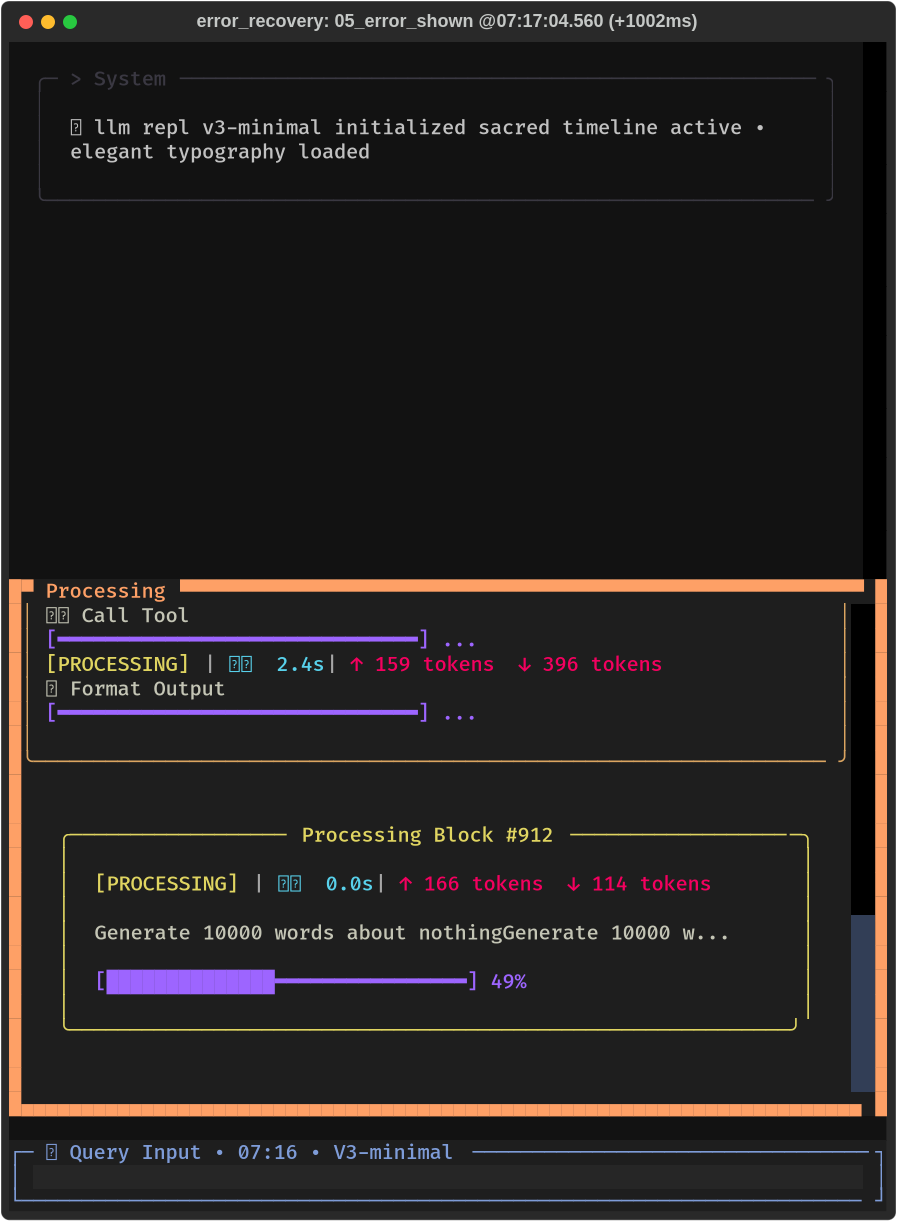 error_recovery: 05_error_shown @07:17:04.560 (+1002ms)
> System
llm repl v3-minimal initialized sacred timeline active •
elegant typography loaded
Processing
Call Tool
[━━━━━━━━━━━━━━━━━━━━━━━━━━━━━━] ...
[PROCESSING] | 2.4s| ↑ 159 tokens ↓ 396 tokens
Format Output
[━━━━━━━━━━━━━━━━━━━━━━━━━━━━━━] ...
Processing Block #912
[PROCESSING] | 0.0s| ↑ 166 tokens ↓ 114 tokens
Generate 10000 words about nothingGenerate 10000 w...
[██████████████━━━━━━━━━━━━━━━━] 49%
Query Input • 07:16 • V3-minimal